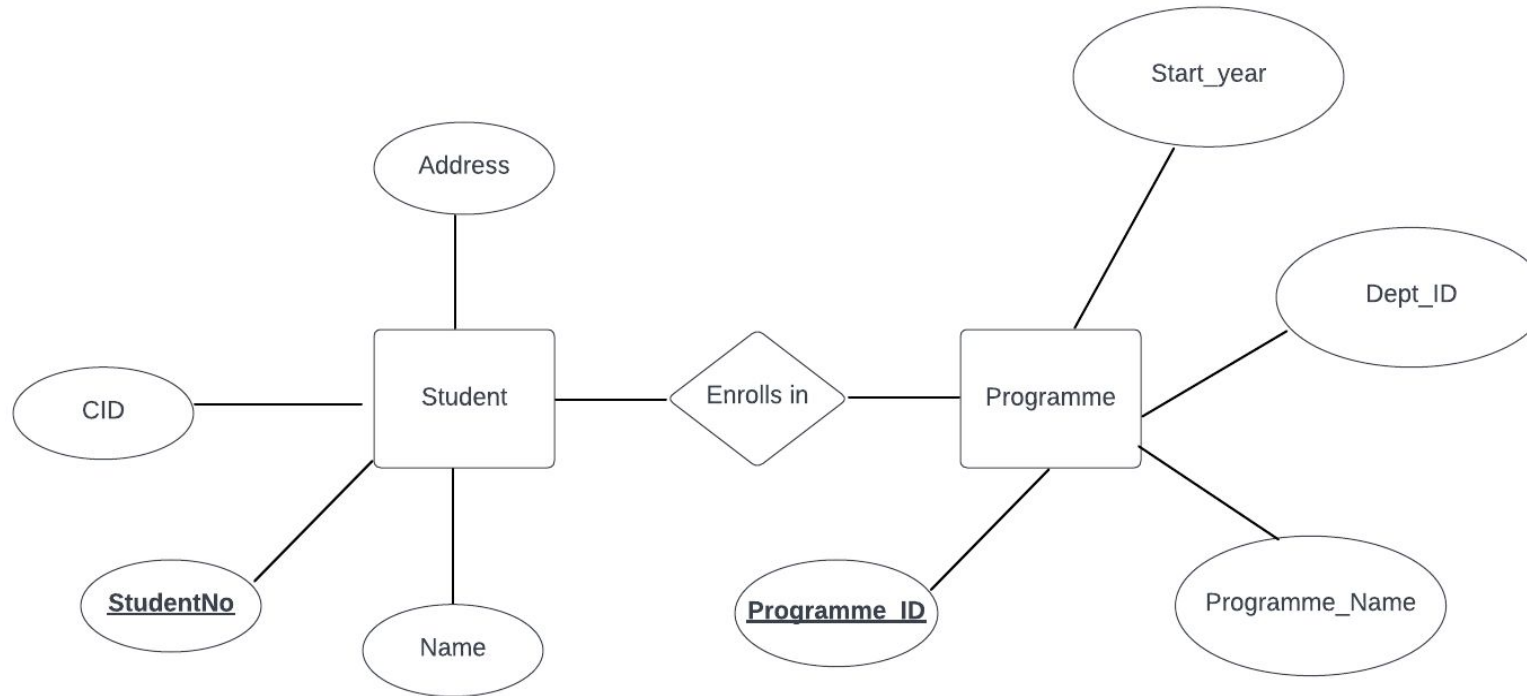 Start_year
Address
Dept_ID
Student
Enrolls in
Programme
CID
StudentNo
Name
Programme_ID
Programme_Name